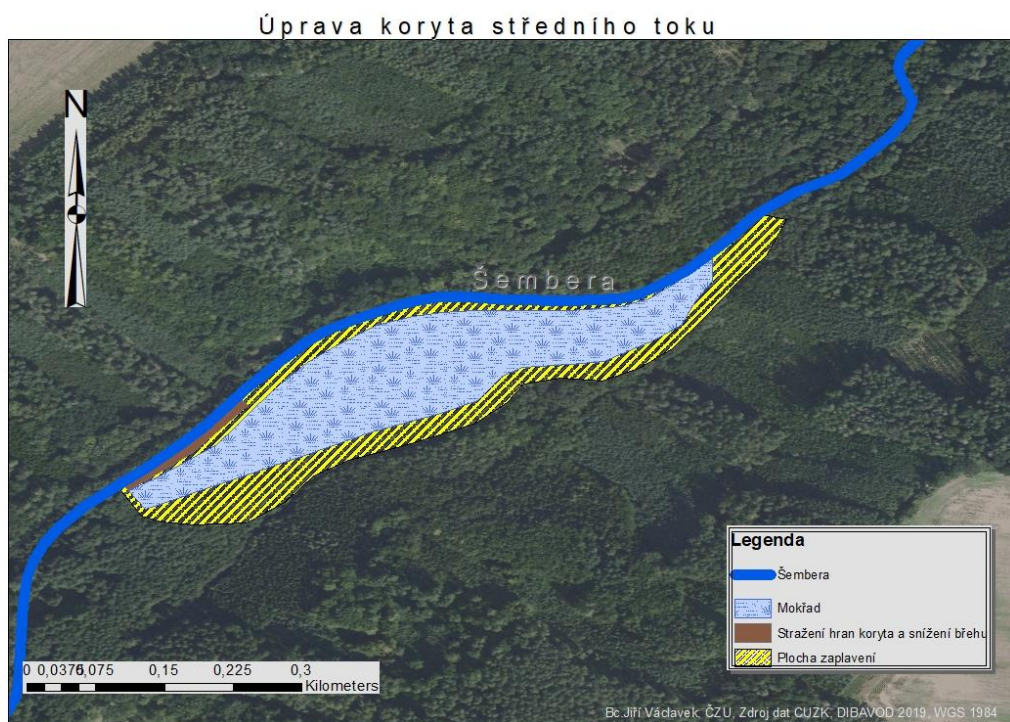 Úprava koryta středního toku
N
Šembera
Legenda
Šembera
Mokřad
Stražení hran koryta a snížení břehu
Plocha zaplavení
0 0,0375 0,075 0,15 0,225 0,3
Kilometers
Bc.Jiří Václavek, ČZU, Zdroj dat CUZK, DIBAVOD 2019, WGS 1984